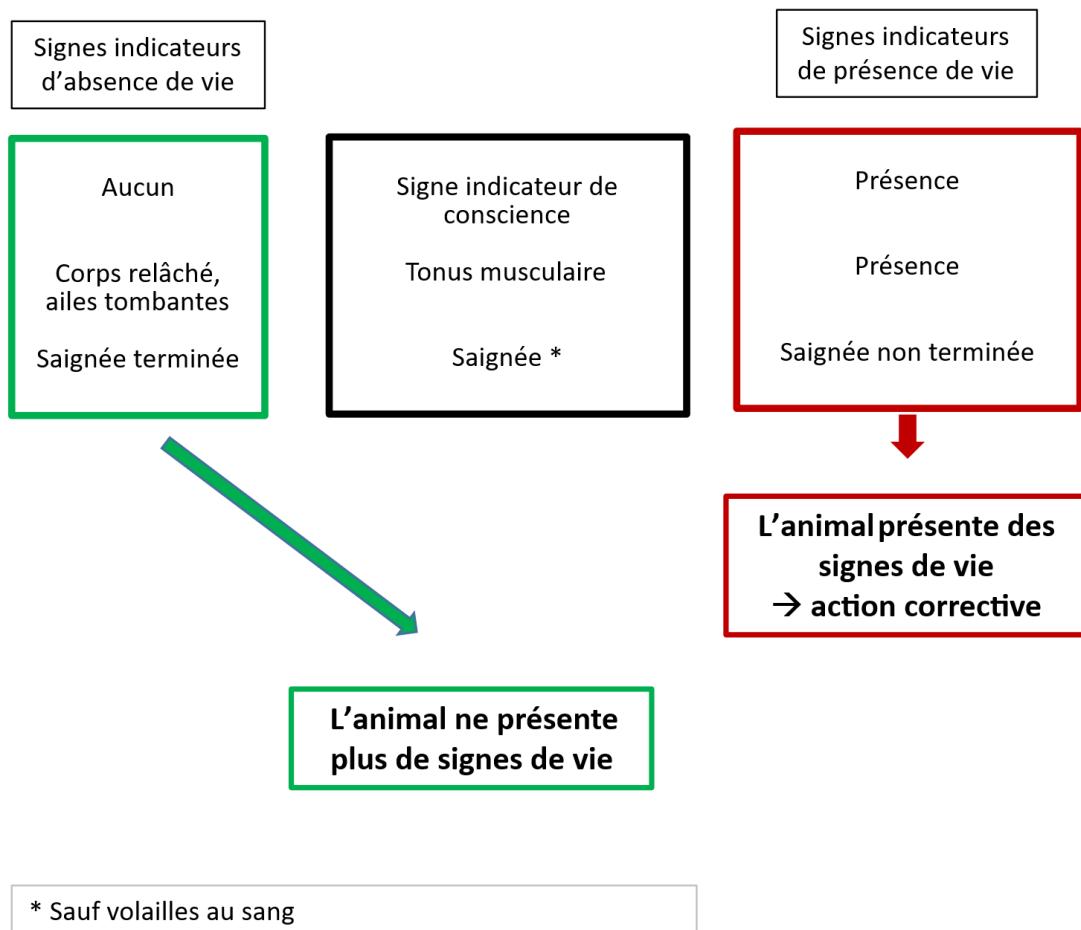 Signes indicateurs
d’absence de vie
Signes indicateurs
de présence de vie
Aucun
Corps relâché,
ailes tombantes
Saignée terminée
Signe indicateur de
conscience
Tonus musculaire
Saignée *
Présence
Présence
Saignée non terminée
L’animal présente des
signes de vie
→ action corrective
L’animal ne présente
plus de signes de vie
* Sauf volailles au sang